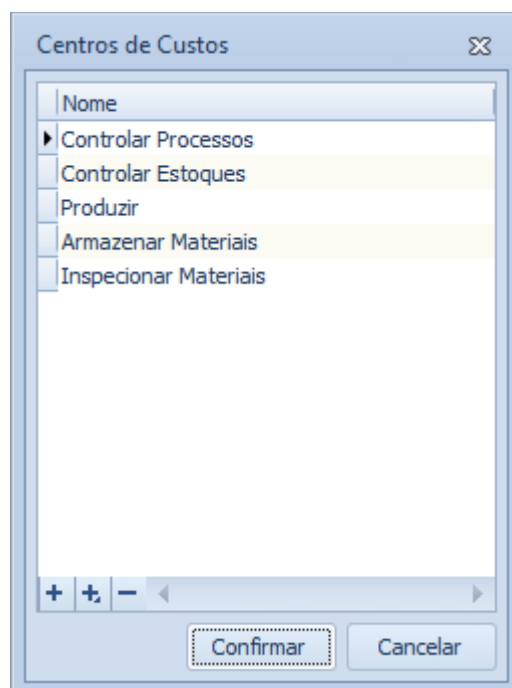 Centros de Custos
Nome
Controlar Processos
Controlar Estoques
Produzir
Armazenar Materiais
Inspecionar Materiais
Confirmar Cancelar